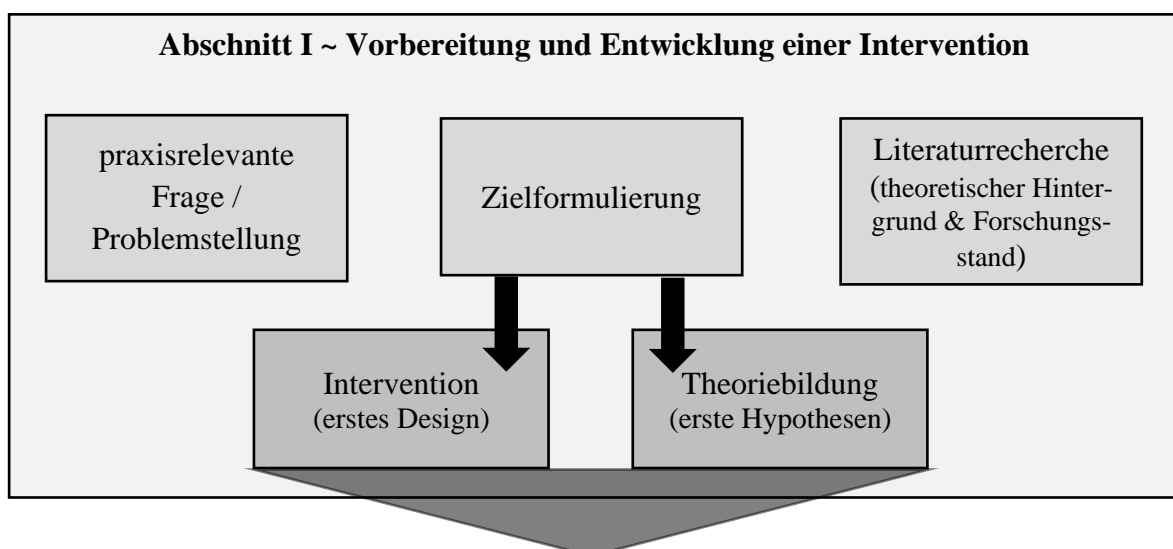 Abschnitt I ~ Vorbereitung und Entwicklung einer Intervention
praxisrelevante
Frage /
Problemstellung
Zielformulierung
Literaturrecherche
(theoretischer Hinter-
grund & Forschungs-
stand)
Intervention
(erstes Design)
Theoriebildung
(erste Hypothesen)